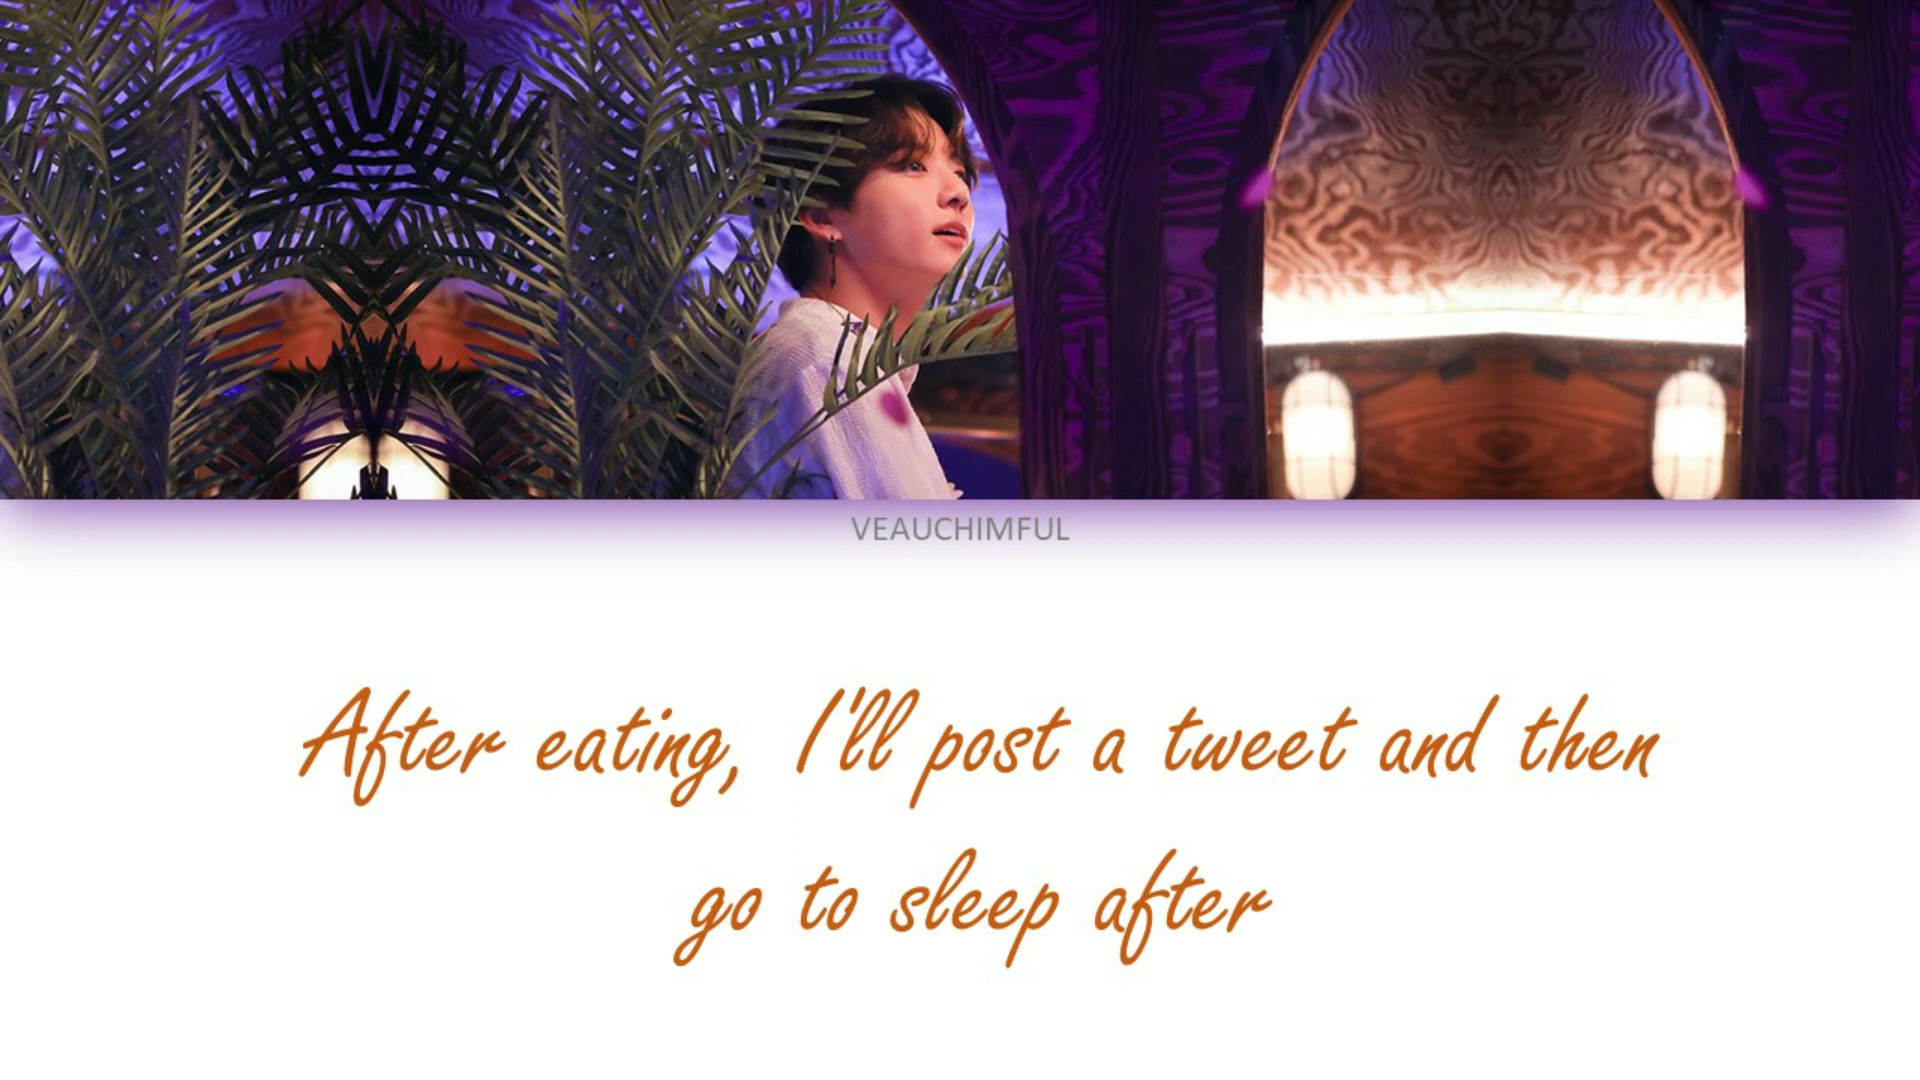 VEAUCHIMFUL
After eating, I'll post a tweet and then
go to sleep after